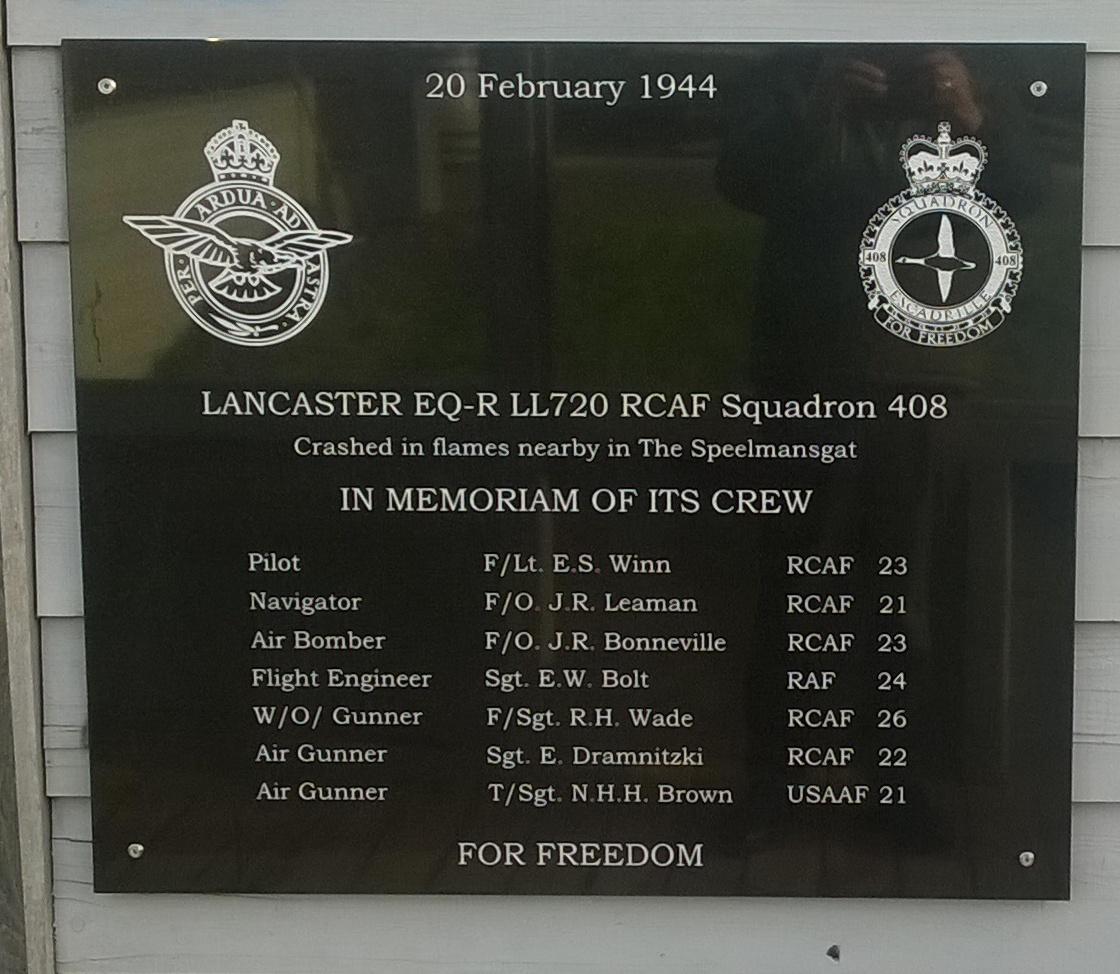 20 February 1944
PER · ARDUA · AD ASTRA ·
SQUADRON
408 408
ESCADRILLE
FOR FREEDOM
LANCASTER EQ-R LL720 RCAF Squadron 408
Crashed in flames nearby in The Speelmansgat
IN MEMORIAM OF ITS CREW
Pilot F/Lt. E.S. Winn RCAF 23
Navigator F/O. J.R. Leaman RCAF 21
Air Bomber F/O. J.R. Bonneville RCAF 23
Flight Engineer Sgt. E.W. Bolt RAF 24
W/O/ Gunner F/Sgt. R.H. Wade RCAF 26
Air Gunner Sgt. E. Dramnitzki RCAF 22
Air Gunner T/Sgt. N.H.H. Brown USAAF 21
FOR FREEDOM